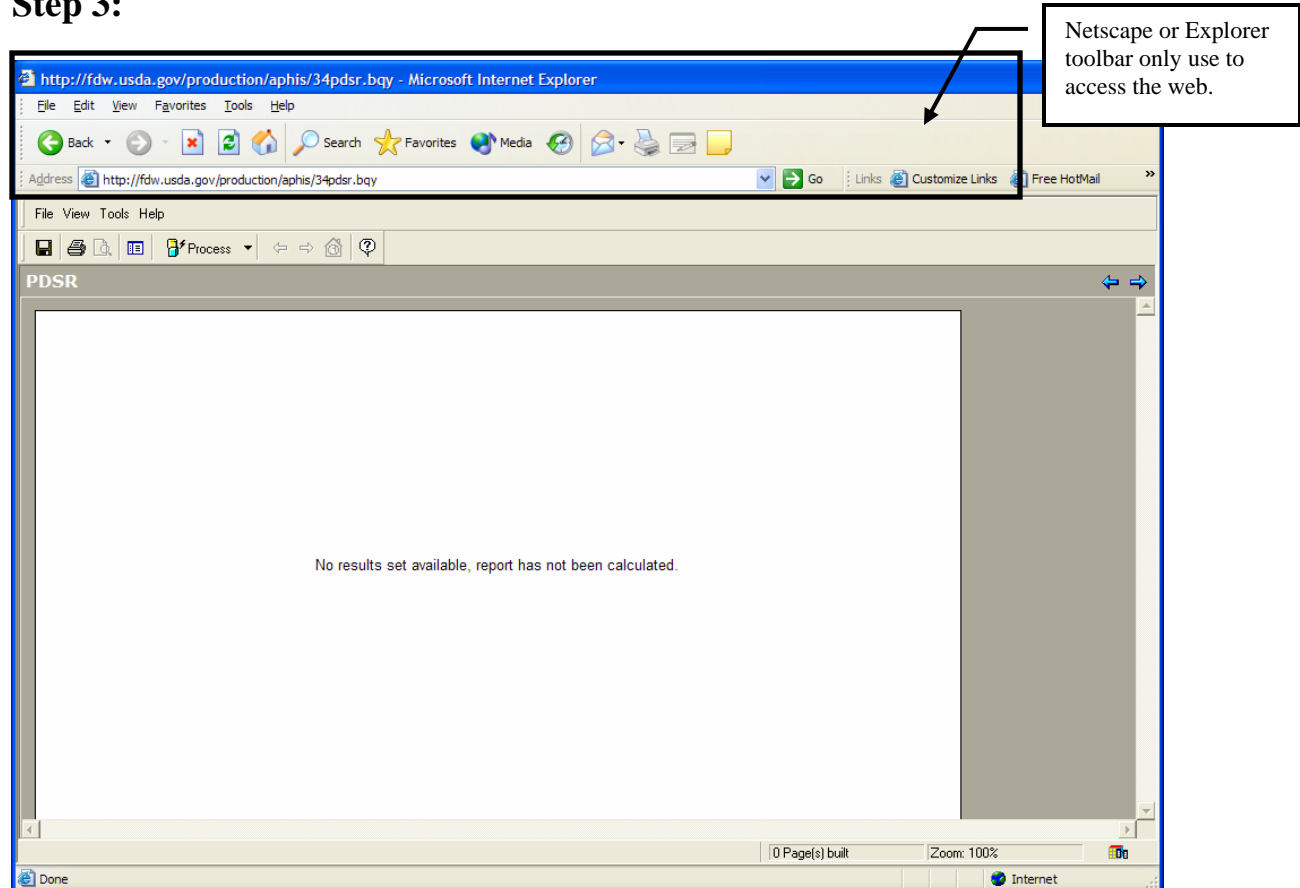 Step 3:
Netscape or Explorer
toolbar only use to
access the web.
http://fdw.usda.gov/production/aphis/34pdsr.bqy - Microsoft Internet Explorer
File Edit View Favorites Tools Help
Back Search Favorites Media
Address http://fdw.usda.gov/production/aphis/34pdsr.bqy Go Links Customize Links Free HotMail »
File View Tools Help
Process
PDSR
No results set available, report has not been calculated.
0 Page(s) built Zoom: 100%
Done Internet